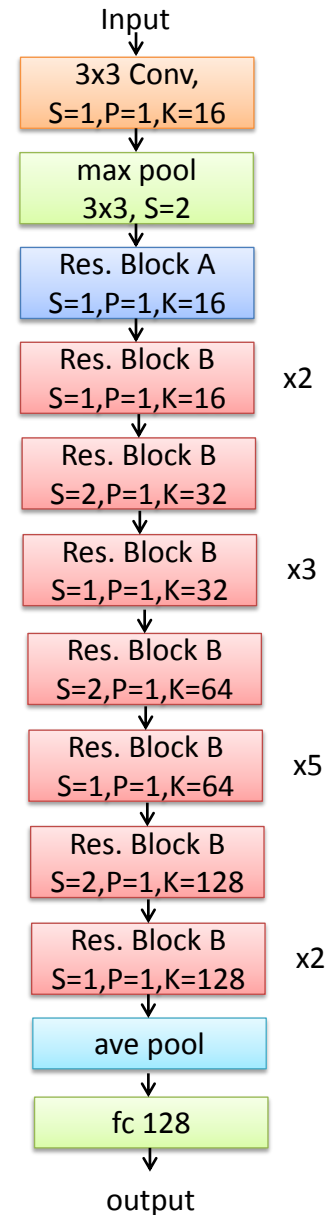 Input
3x3 Conv,
S=1,P=1,K=16
max pool
3x3, S=2
Res. Block A
S=1,P=1,K=16
Res. Block B
S=1,P=1,K=16
x2
Res. Block B
S=2,P=1,K=32
Res. Block B
S=1,P=1,K=32
x3
Res. Block B
S=2,P=1,K=64
Res. Block B
S=1,P=1,K=64
x5
Res. Block B
S=2,P=1,K=128
Res. Block B
S=1,P=1,K=128
x2
ave pool
fc 128
output